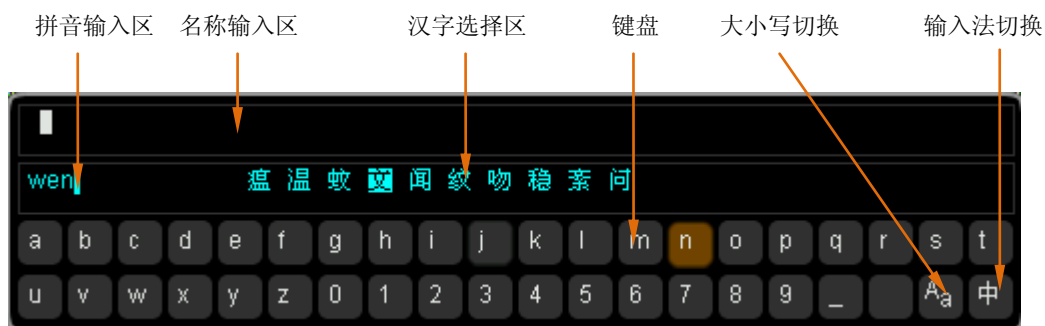 拼音输入区 名称输入区 汉字选择区 键盘 大小写切换 输入法切换
wen 瘟 温 蚊 文 闻 纹 吻 稳 紊 问
a b c d e f g h i j k l m n o p q r s t
u v w x y z 0 1 2 3 4 5 6 7 8 9 _ Aa 中